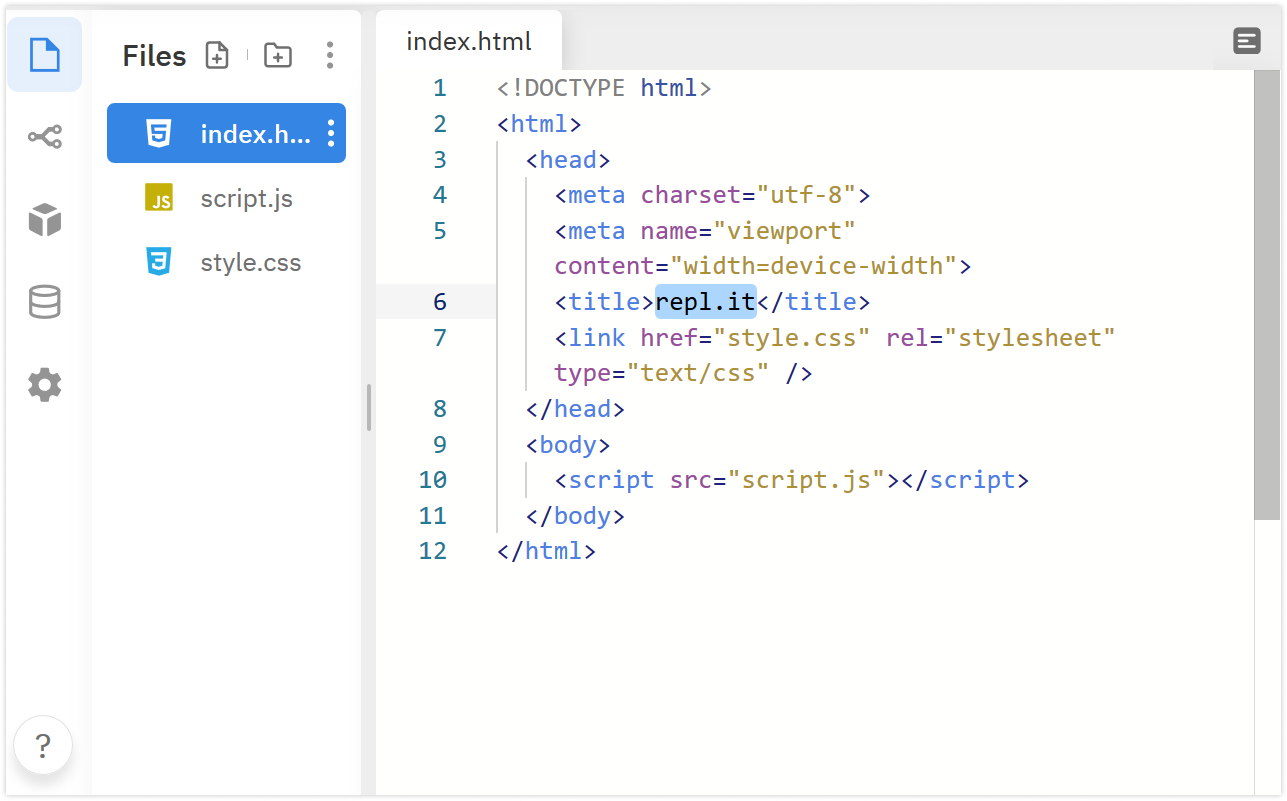 Files
index.h...
JS script.js
style.css
?
index.html
1 <!DOCTYPE html>
2 <html>
3 <head>
4 <meta charset="utf-8">
5 <meta name="viewport"
content="width=device-width">
6 <title>repl.it</title>
7 <link href="style.css" rel="stylesheet"
type="text/css" />
8 </head>
9 <body>
10 <script src="script.js"></script>
11 </body>
12 </html>